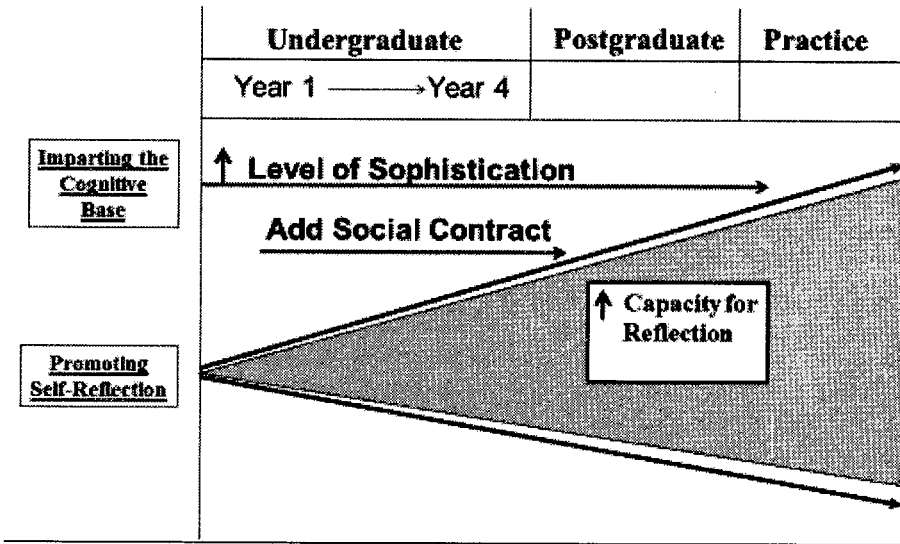 Undergraduate Postgraduate Practice
Year 1 → Year 4
Imparting the
Cognitive
Base
↑ Level of Sophistication
Add Social Contract
↑ Capacity for
Reflection
Promoting
Self-Reflection